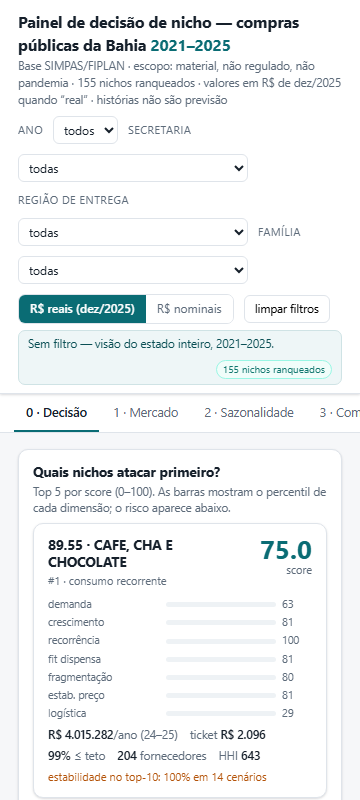 Painel de decisão de nicho — compras
públicas da Bahia 2021–2025
Base SIMPAS/FIPLAN · escopo: material, não regulado, não
pandemia · 155 nichos ranqueados · valores em R$ de dez/2025
quando "real" · histórias não são previsão
ANO todos SECRETARIA
todas
REGIÃO DE ENTREGA
todas FAMÍLIA
todas
R$ reais (dez/2025) R$ nominais limpar filtros
Sem filtro — visão do estado inteiro, 2021–2025.
155 nichos ranqueados
0 · Decisão 1 · Mercado 2 · Sazonalidade 3 · Com
Quais nichos atacar primeiro?
Top 5 por score (0–100). As barras mostram o percentil de
cada dimensão; o risco aparece abaixo.
89.55 · CAFE, CHA E 75.0
CHOCOLATE score
#1 · consumo recorrente
demanda 63
crescimento 81
recorrência 100
fit dispensa 81
fragmentação 80
estab. preço 81
logística 29
R$ 4.015.282/ano (24–25) ticket R$ 2.096
99% ≤ teto 204 fornecedores HHI 643
estabilidade no top-10: 100% em 14 cenários